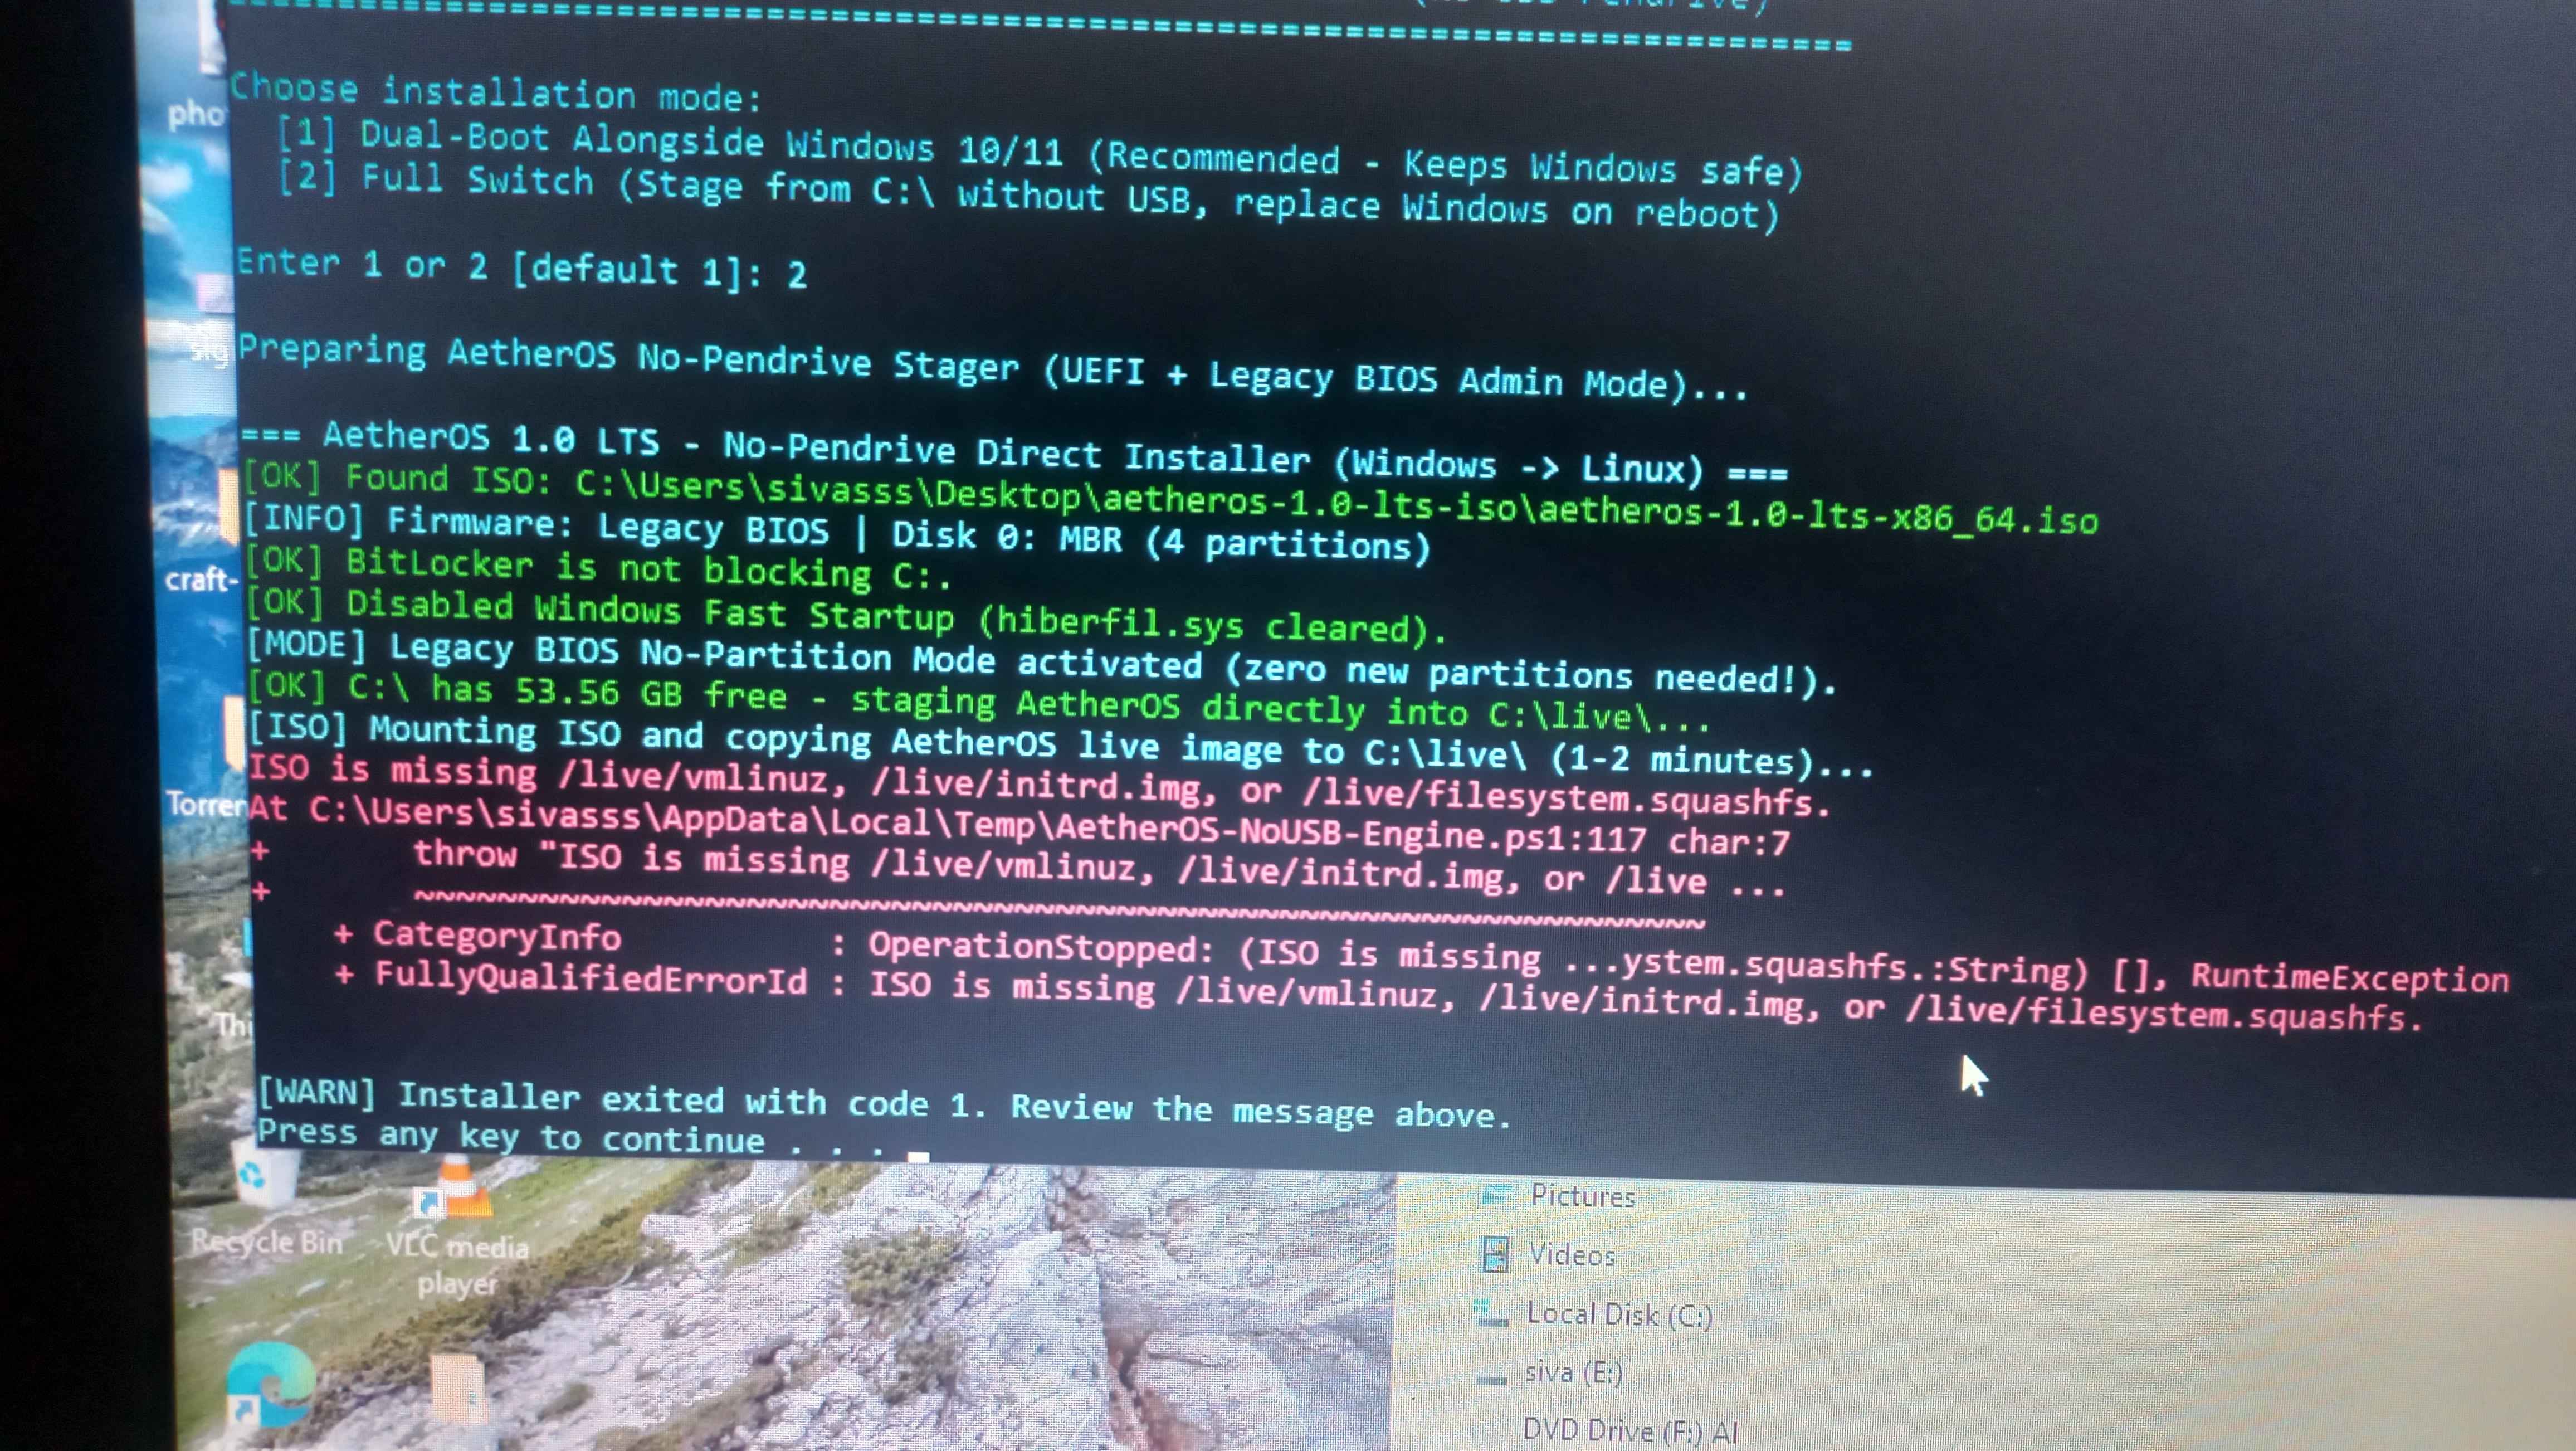 Pendrive)
================================================================================
Choose installation mode:
[1] Dual-Boot Alongside Windows 10/11 (Recommended - Keeps Windows safe)
[2] Full Switch (Stage from C:\ without USB, replace Windows on reboot)
Enter 1 or 2 [default 1]: 2
Preparing AetherOS No-Pendrive Stager (UEFI + Legacy BIOS Admin Mode)...
=== AetherOS 1.0 LTS - No-Pendrive Direct Installer (Windows -> Linux) ===
[OK] Found ISO: C:\Users\sivasss\Desktop\aetheros-1.0-lts-iso\aetheros-1.0-lts-x86_64.iso
[INFO] Firmware: Legacy BIOS | Disk 0: MBR (4 partitions)
[OK] BitLocker is not blocking C:.
[OK] Disabled Windows Fast Startup (hiberfil.sys cleared).
[MODE] Legacy BIOS No-Partition Mode activated (zero new partitions needed!).
[OK] C:\ has 53.56 GB free - staging AetherOS directly into C:\live\...
[ISO] Mounting ISO and copying AetherOS live image to C:\live\ (1-2 minutes)...
ISO is missing /live/vmlinuz, /live/initrd.img, or /live/filesystem.squashfs.
At C:\Users\sivasss\AppData\Local\Temp\AetherOS-NoUSB-Engine.ps1:117 char:7
+ throw "ISO is missing /live/vmlinuz, /live/initrd.img, or /live ...
+ ~~~~~~~~~~~~~~~~~~~~~~~~~~~~~~~~~~~~~~~~~~~~~~~~~~~~~~~~~~~~~~~~~
+ CategoryInfo : OperationStopped: (ISO is missing ...ystem.squashfs.:String) [], RuntimeException
+ FullyQualifiedErrorId : ISO is missing /live/vmlinuz, /live/initrd.img, or /live/filesystem.squashfs.
[WARN] Installer exited with code 1. Review the message above.
Press any key to continue . . .
pho
craft-
Torren
Thi
Recycle Bin
VLC media
player
Pictures
Videos
Local Disk (C:)
siva (E:)
DVD Drive (F:) AI